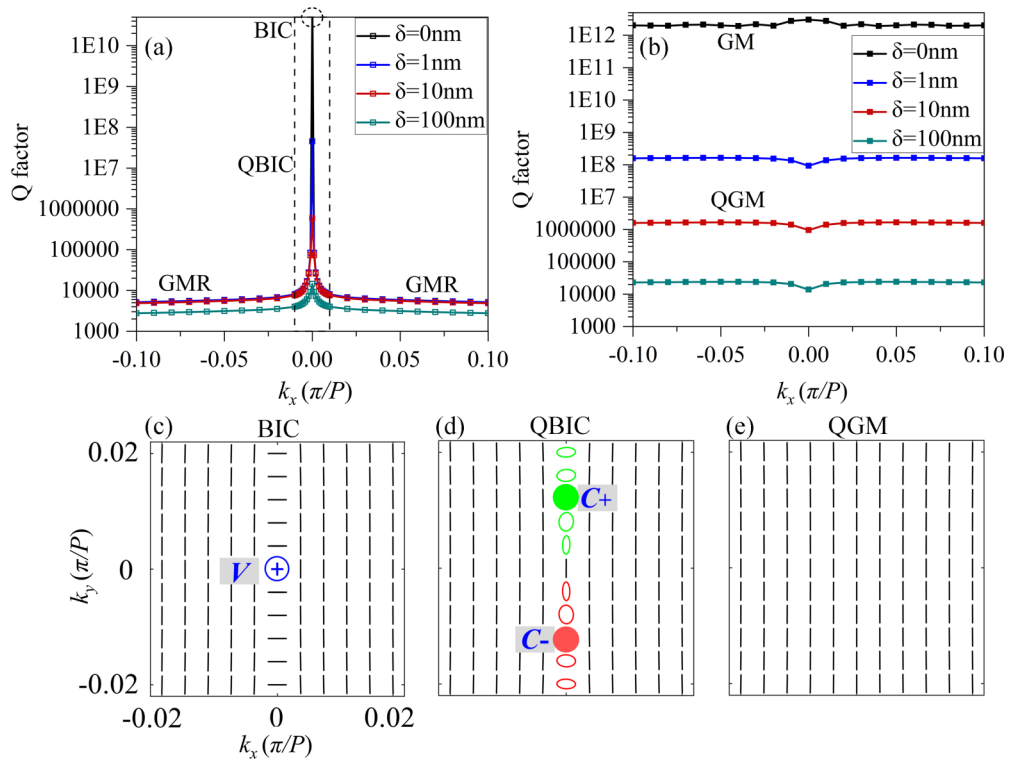 (a)
BIC
δ=0nm
δ=1nm
δ=10nm
δ=100nm
QBIC
GMR
GMR
Q factor
1E10
1E9
1E8
1E7
1000000
100000
10000
1000
-0.10
-0.05
0.00
0.05
0.10
kₓ (π/P)
(b)
GM
δ=0nm
δ=1nm
δ=10nm
δ=100nm
QGM
Q factor
1E12
1E11
1E10
1E9
1E8
1E7
1000000
100000
10000
1000
-0.10
-0.05
0.00
0.05
0.10
kₓ (π/P)
(c)
BIC
V
+
0.02
0
-0.02
k_y (π/P)
-0.02
0
0.02
kₓ (π/P)
(d)
QBIC
C+
C-
(e)
QGM